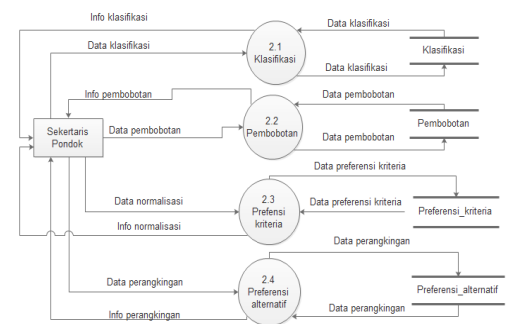 Info klasifikasi
Data klasifikasi
Data klasifikasi
2.1
Klasifikasi
Klasifikasi
Data klasifikasi
Info pembobotan
Data pembobotan
2.2
Pembobotan
Pembobotan
Data pembobotan
Data pembobotan
Sekertaris
Pondok
Data preferensi kriteria
2.3
Prefensi
kriteria
Data normalisasi
Data preferensi kriteria
Preferensi_kriteria
Info normalisasi
Data perangkingan
2.4
Preferensi
alternatif
Data perangkingan
Preferensi_alternatif
Info perangkingan
Data perangkingan